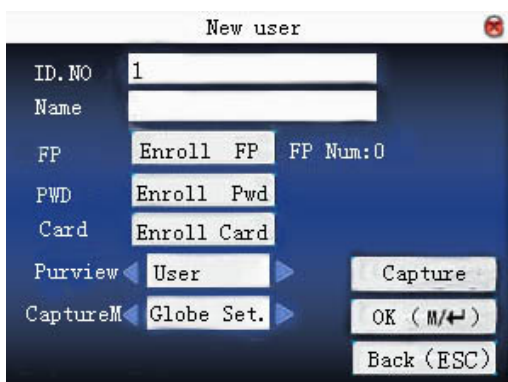 New user
ID.NO 1
Name
FP Enroll FP FP Num:0
PWD Enroll Pwd
Card Enroll Card
Purview User Capture
CaptureM Globe Set. OK (M/↵)
Back (ESC)